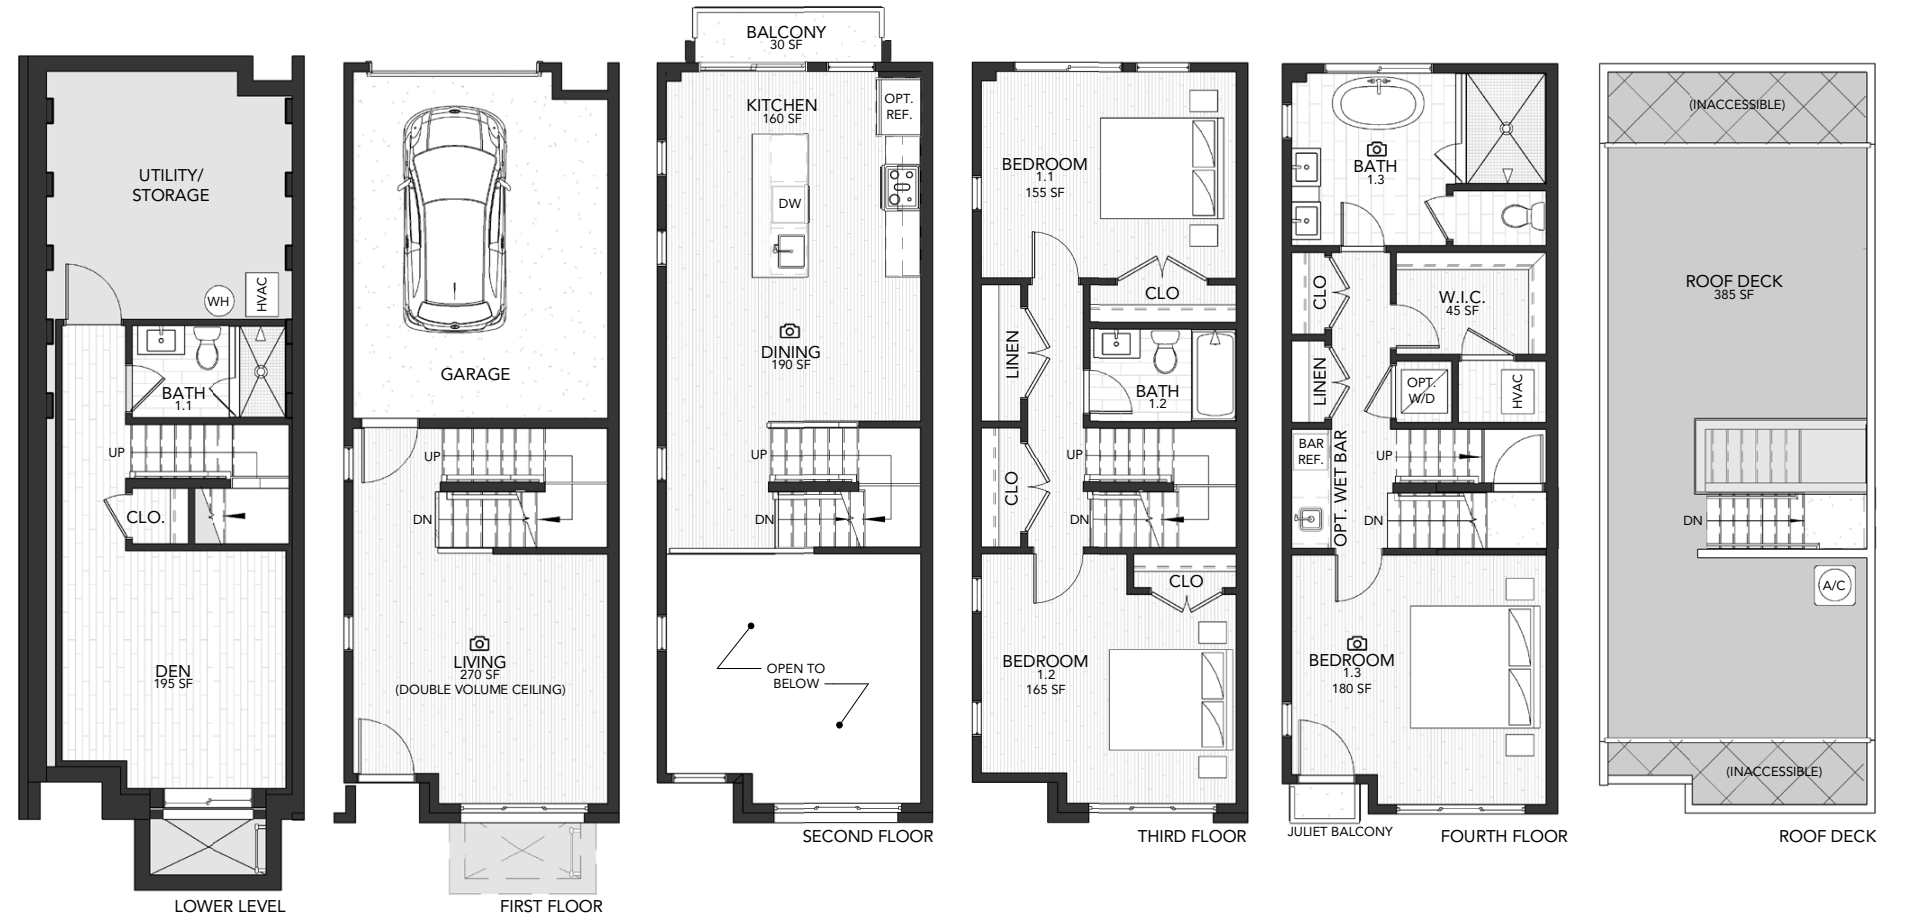 UTILITY/
STORAGE
WH
HVAC
BATH
1.1
UP
CLO.
DEN
195 SF
LOWER LEVEL
GARAGE
UP
DN
LIVING
270 SF
(DOUBLE VOLUME CEILING)
FIRST FLOOR
BALCONY
30 SF
KITCHEN
160 SF
OPT.
REF.
DW
DINING
190 SF
UP
DN
OPEN TO
BELOW
SECOND FLOOR
BEDROOM
1.1
155 SF
CLO
LINEN
BATH
1.2
CLO
UP
DN
CLO
BEDROOM
1.2
165 SF
THIRD FLOOR
BATH
1.3
CLO
W.I.C.
45 SF
LINEN
OPT.
W/D
HVAC
BAR
REF.
OPT. WET BAR
UP
DN
BEDROOM
1.3
180 SF
JULIET BALCONY
FOURTH FLOOR
(INACCESSIBLE)
ROOF DECK
385 SF
DN
A/C
(INACCESSIBLE)
ROOF DECK